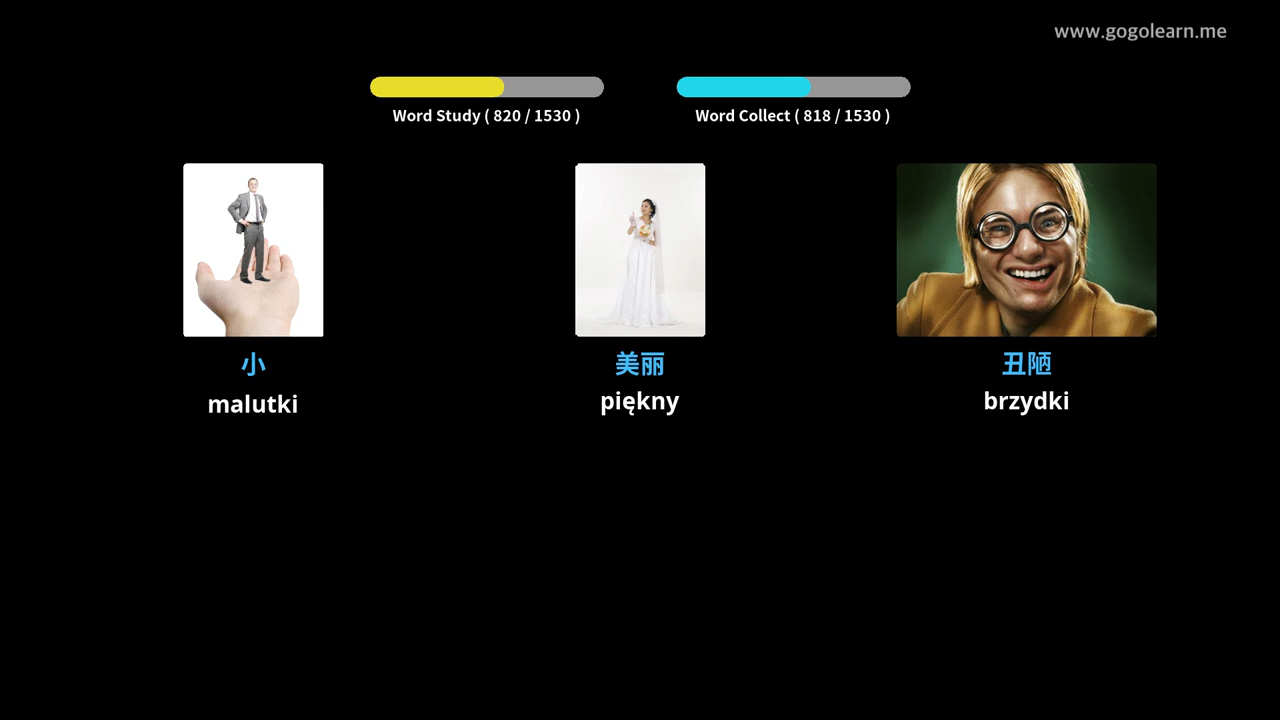 www.gogolearn.me
Word Study ( 820 / 1530 )
Word Collect ( 818 / 1530 )
小
美丽
丑陋
malutki
piękny
brzydki